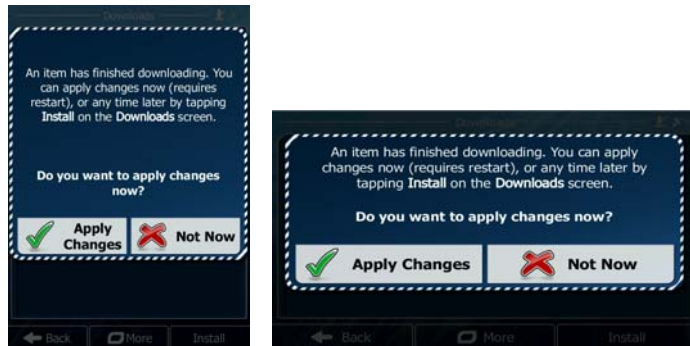 Downloads
An item has finished downloading. You
can apply changes now (requires
restart), or any time later by tapping
Install on the Downloads screen.
Do you want to apply changes
now?
Apply
Changes
Not Now
Back
More
Install
Downloads
An item has finished downloading. You can apply
changes now (requires restart), or any time later by
tapping Install on the Downloads screen.
Do you want to apply changes now?
Apply Changes
Not Now
Back
More
Install